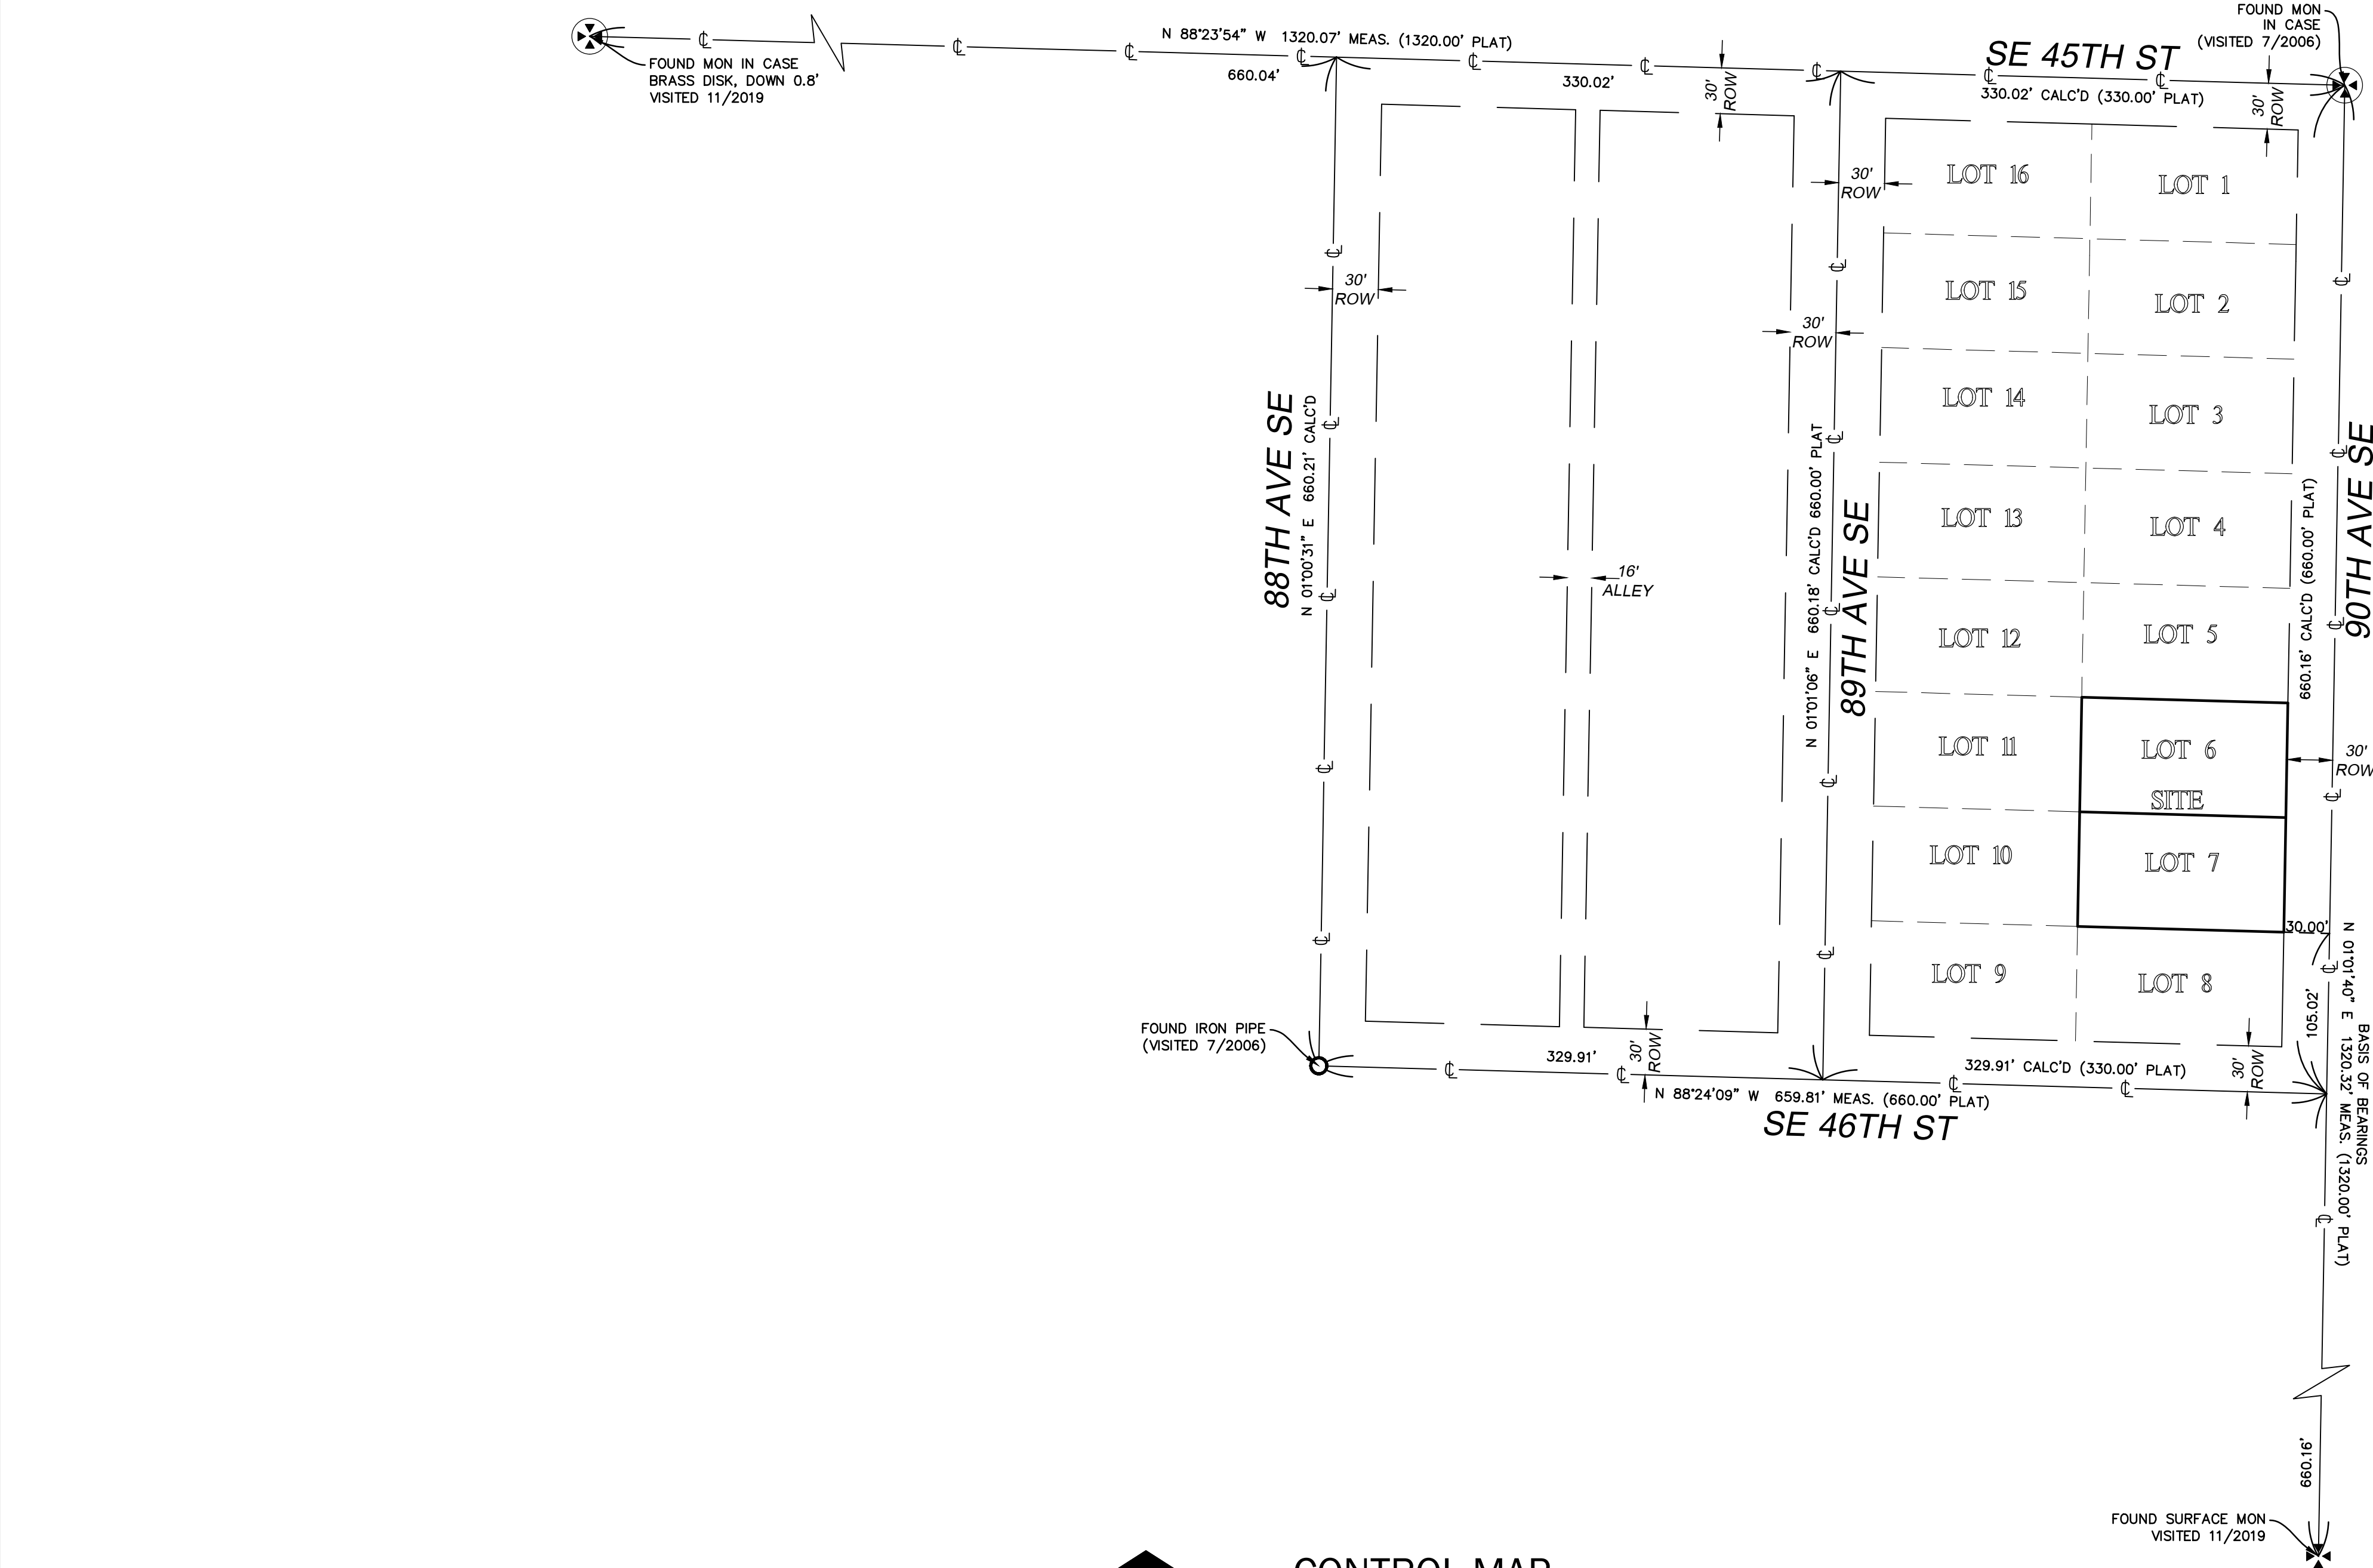 FOUND MON
IN CASE
(VISITED 7/2006)
N 88°23'54" W 1320.07' MEAS. (1320.00' PLAT)
SE 45TH ST
FOUND MON IN CASE
BRASS DISK, DOWN 0.8'
VISITED 11/2019
660.04'
330.02'
30'
ROW
330.02' CALC'D (330.00' PLAT)
30'
ROW
LOT 16
LOT 1
30'
ROW
LOT 15
LOT 2
30'
ROW
30'
ROW
LOT 14
LOT 3
88TH AVE SE
N 01°00'31" E 660.21' CALC'D
N 01°01'06" E 660.18' CALC'D 660.00' PLAT
89TH AVE SE
LOT 13
LOT 4
660.16' CALC'D (660.00' PLAT)
90TH AVE SE
16'
ALLEY
LOT 12
LOT 5
LOT 11
LOT 6
30'
ROW
SITE
LOT 10
LOT 7
30.00'
LOT 9
LOT 8
105.02'
N 01°01'40" E 1320.32' MEAS. (1320.00' PLAT)
BASIS OF BEARINGS
FOUND IRON PIPE
(VISITED 7/2006)
329.91'
30'
ROW
329.91' CALC'D (330.00' PLAT)
30'
ROW
N 88°24'09" W 659.81' MEAS. (660.00' PLAT)
SE 46TH ST
660.16'
FOUND SURFACE MON
VISITED 11/2019
CONTROL MAP